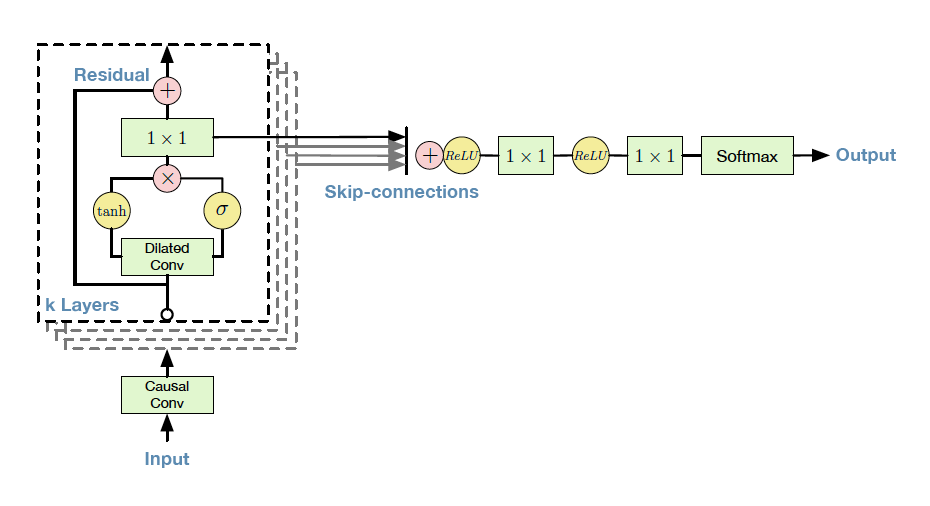 Residual
+
1 × 1
×
tanh
σ
Dilated
Conv
k Layers
Causal
Conv
Input
Skip-connections
+
ReLU
1 × 1
ReLU
1 × 1
Softmax
Output